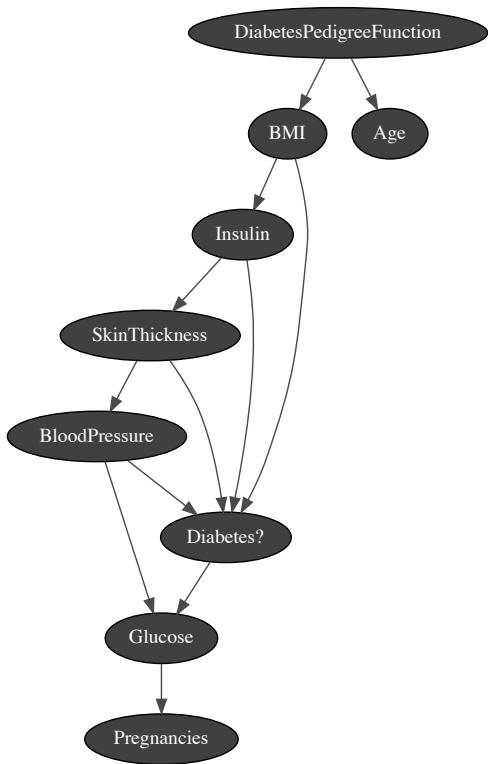 DiabetesPedigreeFunction
BMI
Age
Insulin
SkinThickness
BloodPressure
Diabetes?
Glucose
Pregnancies